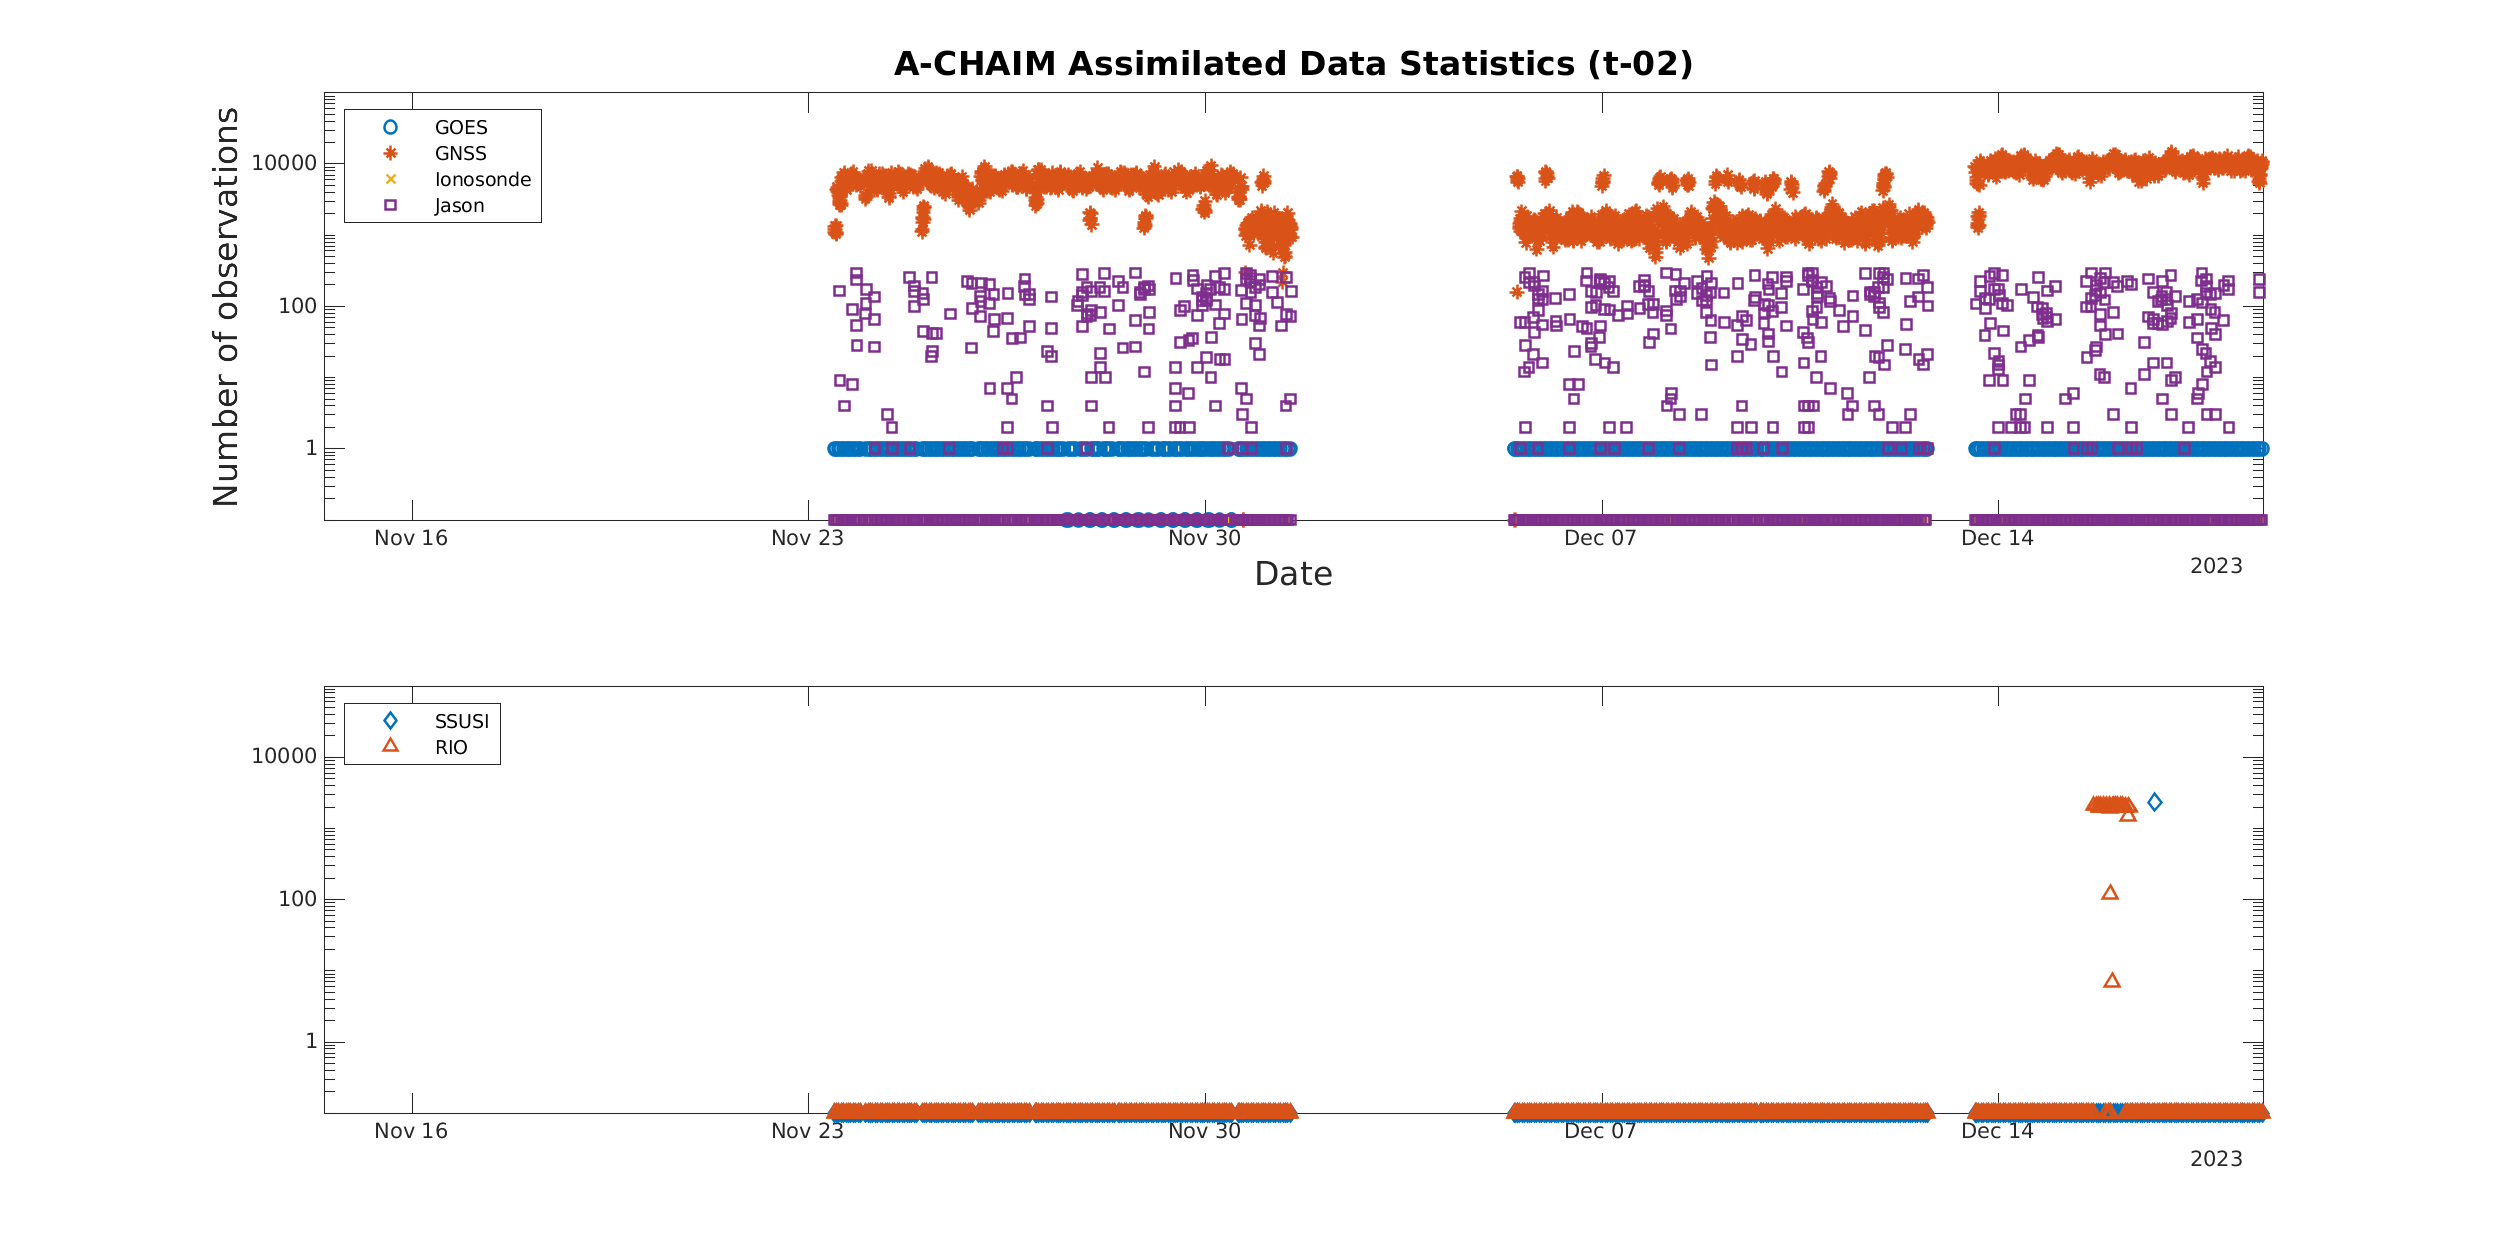 A-CHAIM Assimilated Data Statistics (t-02)
Number of observations
10000
100
1
GOES
GNSS
Ionosonde
Jason
Nov 16
Nov 23
Nov 30
Dec 07
Dec 14
2023
Date
10000
100
1
SSUSI
RIO
Nov 16
Nov 23
Nov 30
Dec 07
Dec 14
2023